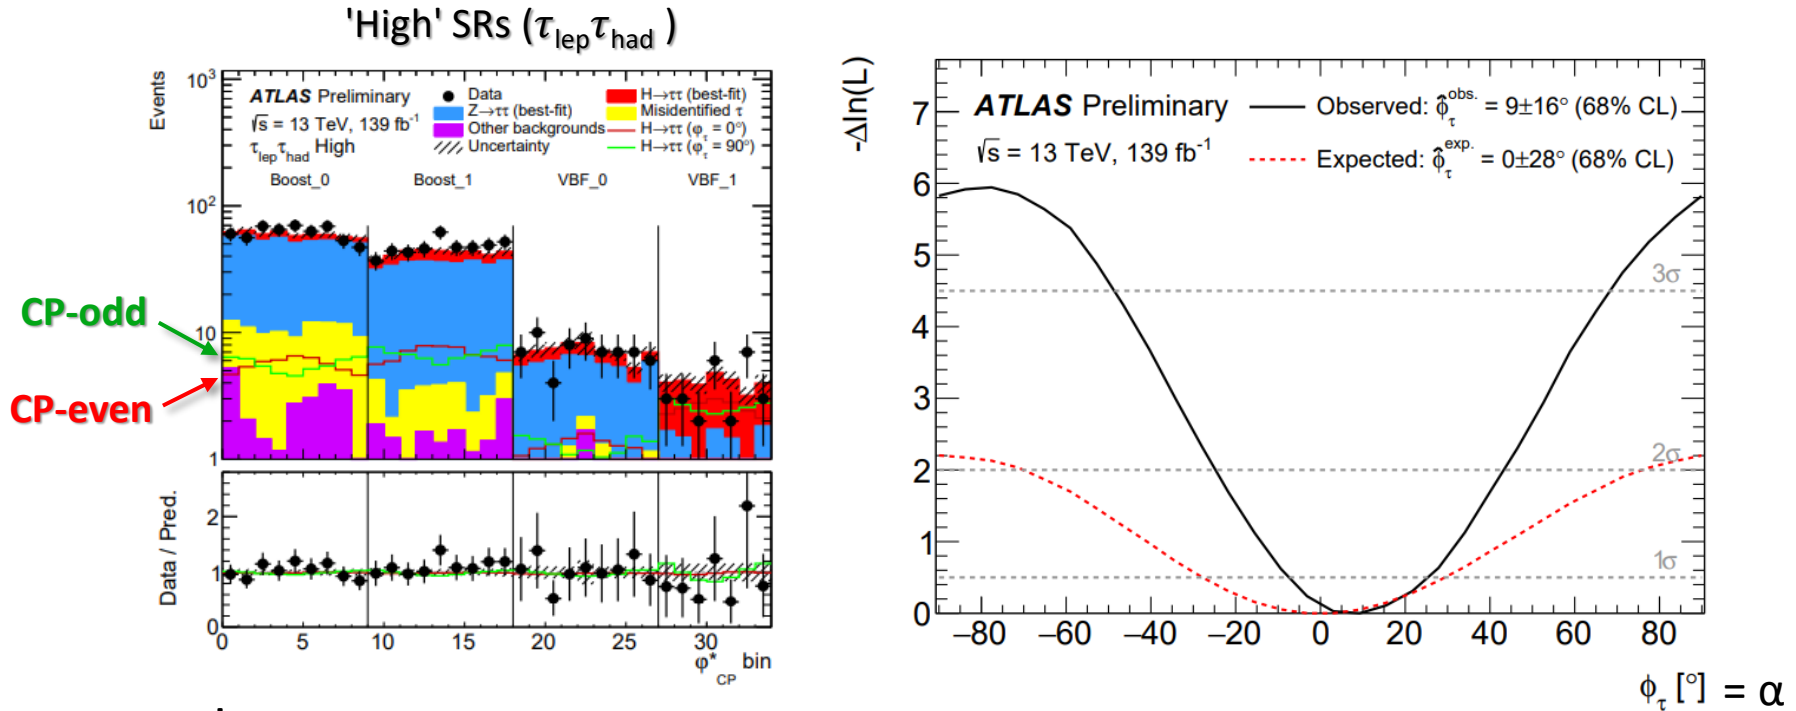 'High' SRs (τlepτhad )
Events
10³
10²
10
1
ATLAS Preliminary
√s = 13 TeV, 139 fb⁻¹
τlepτhad High
Data
Z→ττ (best-fit)
Other backgrounds
Uncertainty
H→ττ (best-fit)
Misidentified τ
H→ττ (φτ = 0°)
H→ττ (φτ = 90°)
Boost_0 Boost_1 VBF_0 VBF_1
CP-odd
CP-even
Data / Pred.
2
1
0
0 5 10 15 20 25 30
φ*CP bin
-Δln(L)
7
6
5
4
3
2
1
0
ATLAS Preliminary
√s = 13 TeV, 139 fb⁻¹
Observed: φ̂τobs. = 9±16° (68% CL)
Expected: φ̂τexp. = 0±28° (68% CL)
3σ
2σ
1σ
−80 −60 −40 −20 0 20 40 60 80
ϕτ [°] = α